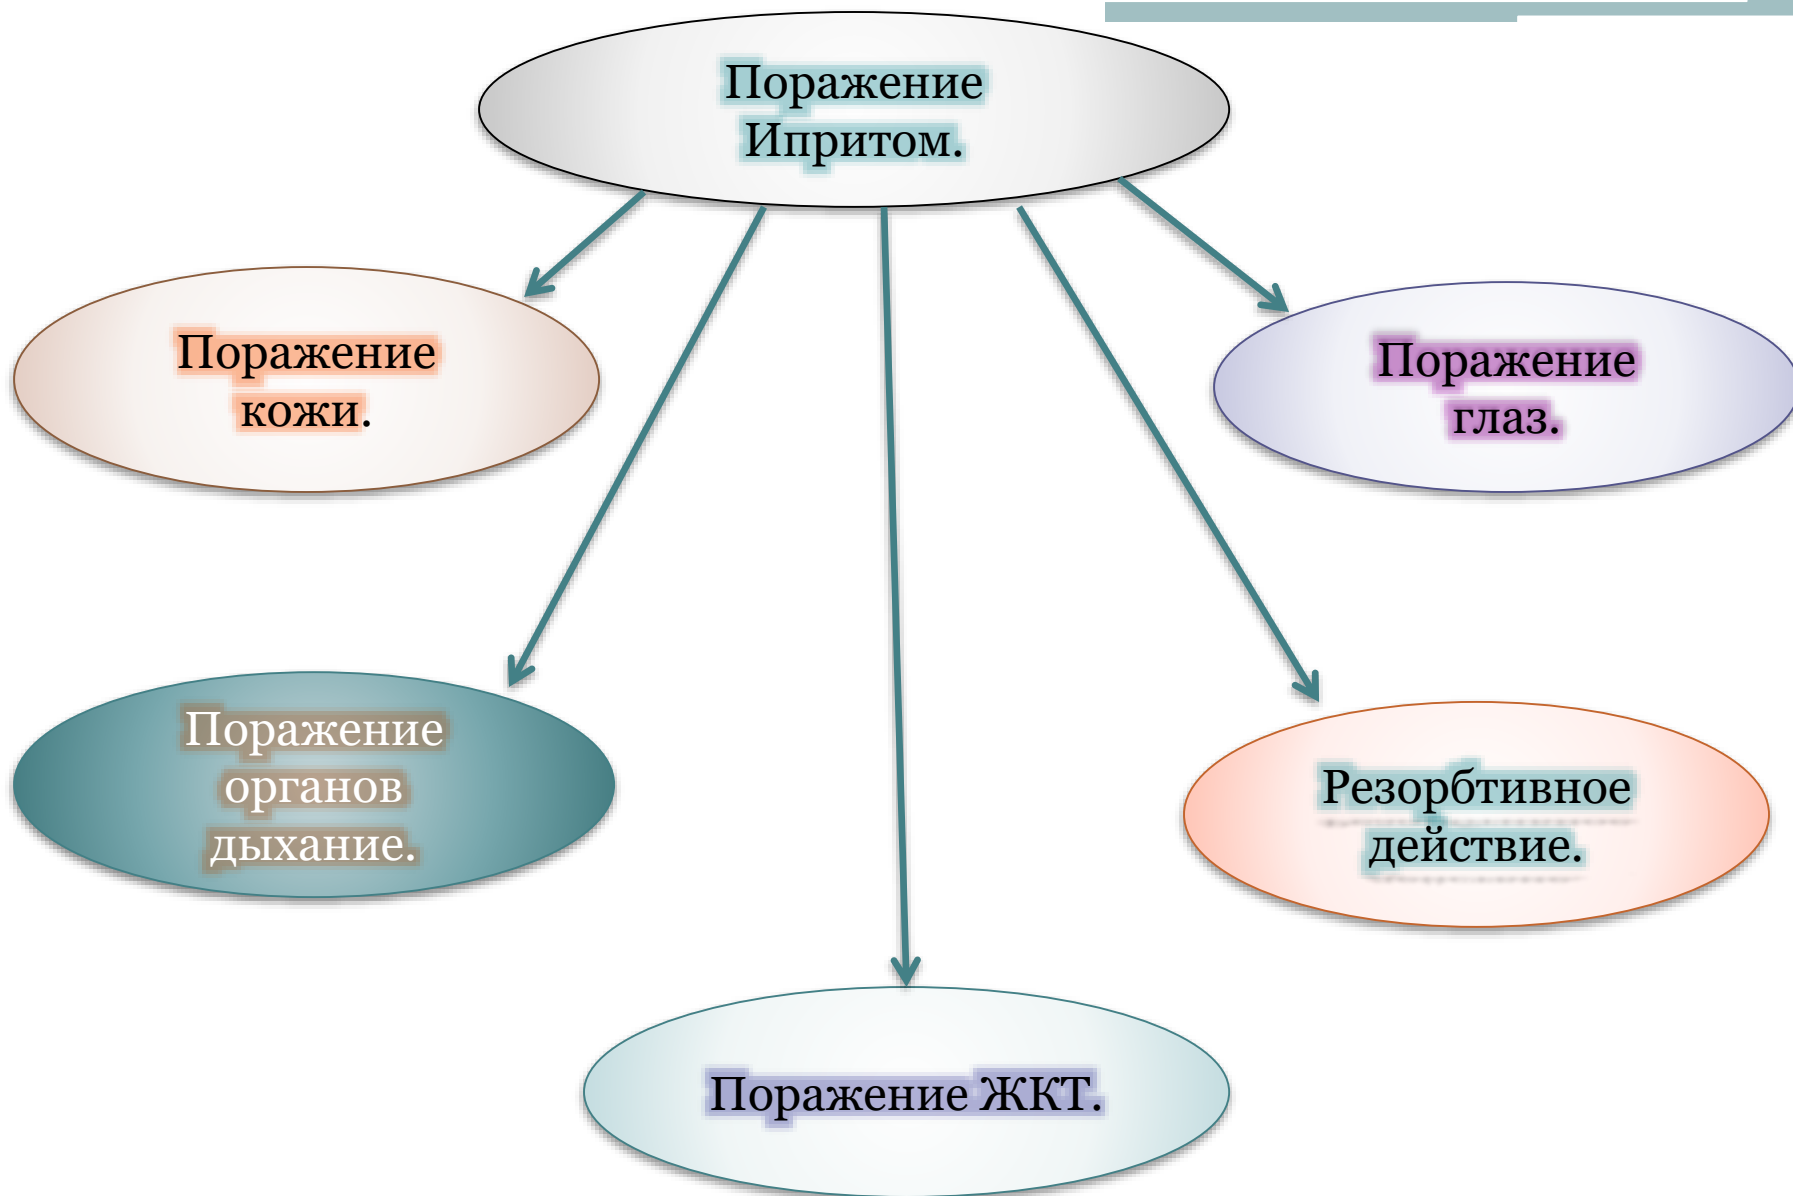 Поражение
Ипритом.
Поражение
кожи.
Поражение
глаз.
Поражение
органов
дыхание.
Резорбтивное
действие.
Поражение ЖКТ.